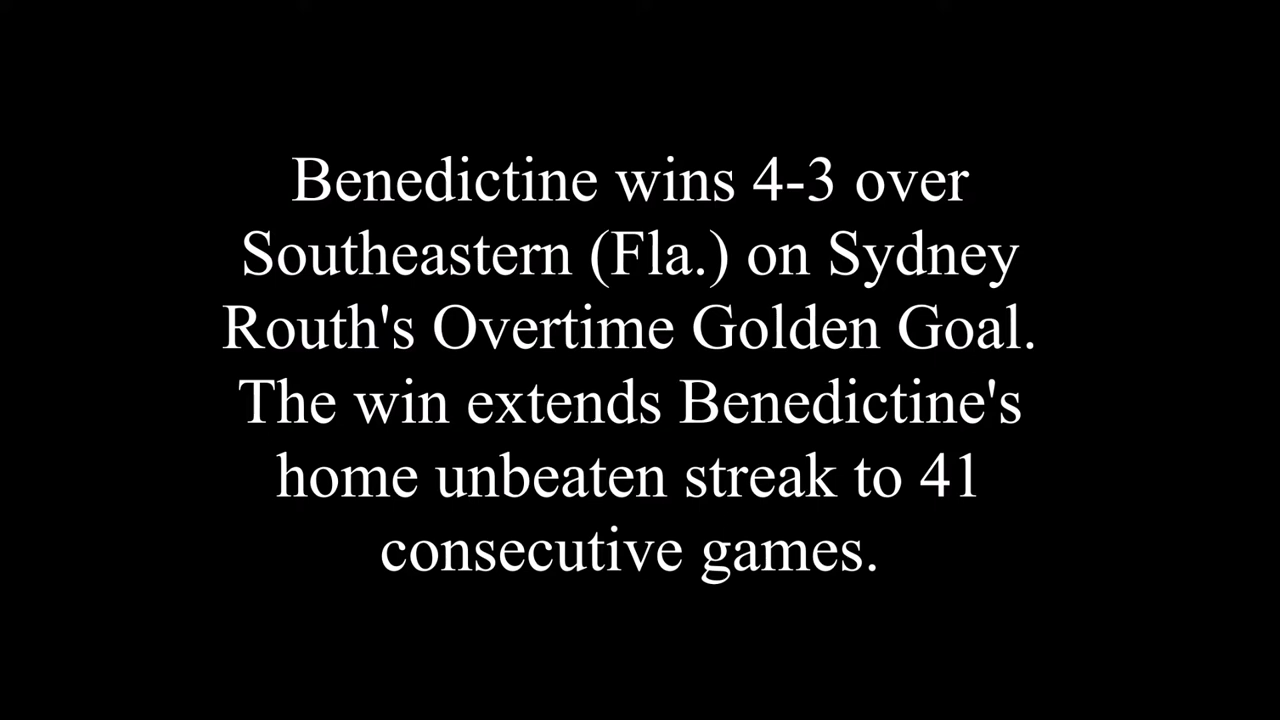 Benedictine wins 4-3 over
Southeastern (Fla.) on Sydney
Routh's Overtime Golden Goal.
The win extends Benedictine's
home unbeaten streak to 41
consecutive games.